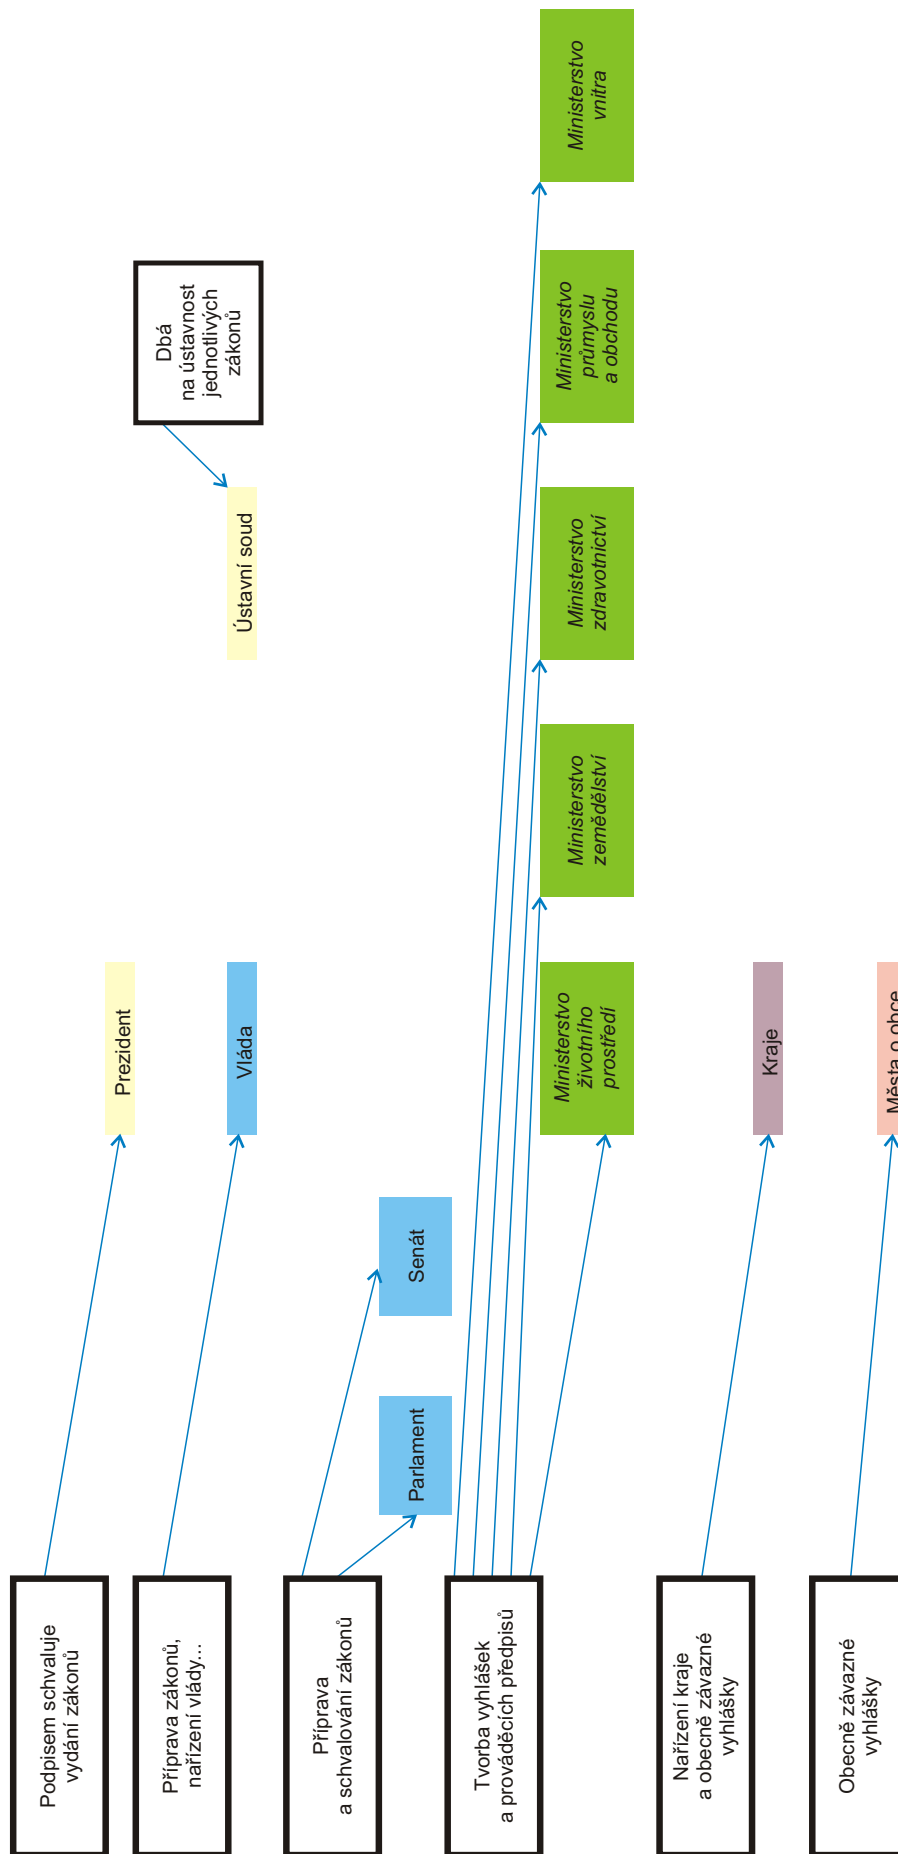 Podpisem schvaluje
vydání zákonů
Prezident
Dbá
na ústavnost
jednotlivých
zákonů
Příprava zákonů,
nařízení vlády...
Vláda
Ústavní soud
Příprava
a schvalování zákonů
Parlament
Senát
Tvorba vyhlášek
a prováděcích předpisů
Ministerstvo
životního
prostředí
Ministerstvo
zemědělství
Ministerstvo
zdravotnictví
Ministerstvo
průmyslu
a obchodu
Ministerstvo
vnitra
Nařízení kraje
a obecně závazné
vyhlášky
Kraje
Obecně závazné
vyhlášky
Města o obce